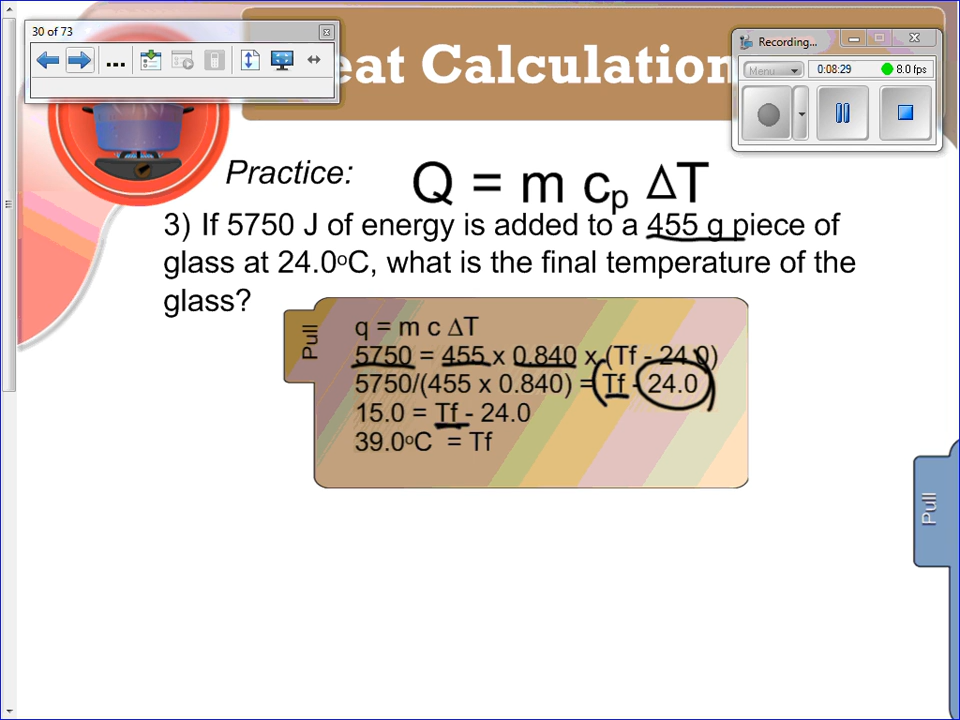 30 of 73
eat Calculation
Recording...
Menu
0:08:29
8.0 fps
Practice:
Q = m cp ΔT
3) If 5750 J of energy is added to a 455 g piece of
glass at 24.0ºC, what is the final temperature of the
glass?
Pull
q = m c ΔT
5750 = 455 x 0.840 x (Tf - 24.0)
5750/(455 x 0.840) = (Tf - 24.0)
15.0 = Tf - 24.0
39.0ºC = Tf
Pull